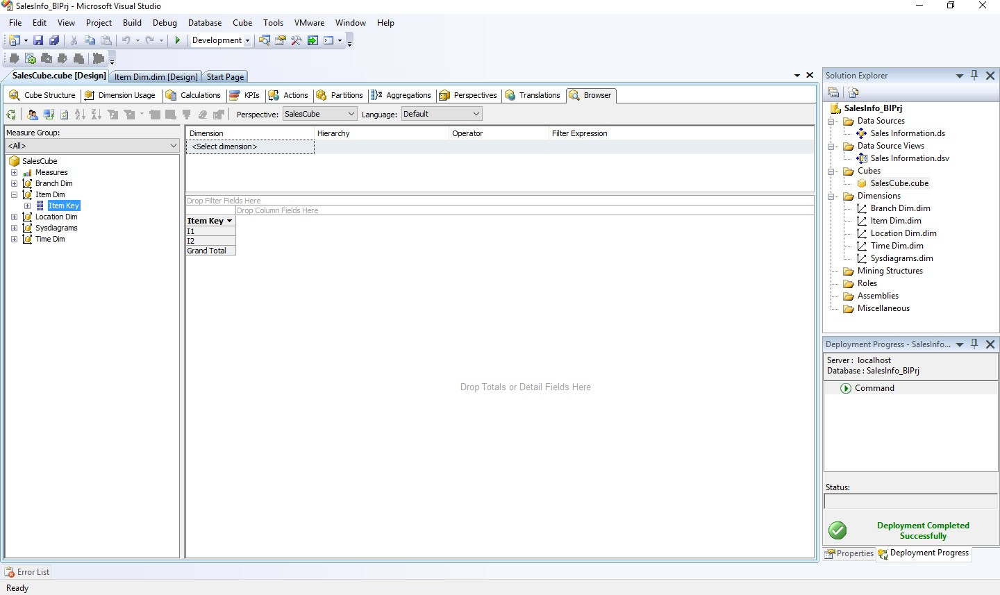 SalesInfo_BIPrj - Microsoft Visual Studio
File Edit View Project Build Debug Database Cube Tools VMware Window Help
Development
SalesCube.cube [Design] Item Dim.dim [Design] Start Page
Cube Structure Dimension Usage Calculations KPIs Actions Partitions Aggregations Perspectives Translations Browser
Perspective: SalesCube Language: Default
Measure Group:
<All>
SalesCube
Measures
Branch Dim
Item Dim
Item Key
Location Dim
Sysdiagrams
Time Dim
Dimension Hierarchy Operator Filter Expression
<Select dimension>
Drop Filter Fields Here
Drop Column Fields Here
Item Key
I1
I2
Grand Total
Drop Totals or Detail Fields Here
Solution Explorer
SalesInfo_BIPrj
Data Sources
Sales Information.ds
Data Source Views
Sales Information.dsv
Cubes
SalesCube.cube
Dimensions
Branch Dim.dim
Item Dim.dim
Location Dim.dim
Time Dim.dim
Sysdiagrams.dim
Mining Structures
Roles
Assemblies
Miscellaneous
Deployment Progress - SalesInfo...
Server : localhost
Database : SalesInfo_BIPrj
Command
Status:
Deployment Completed
Successfully
Properties Deployment Progress
Error List
Ready